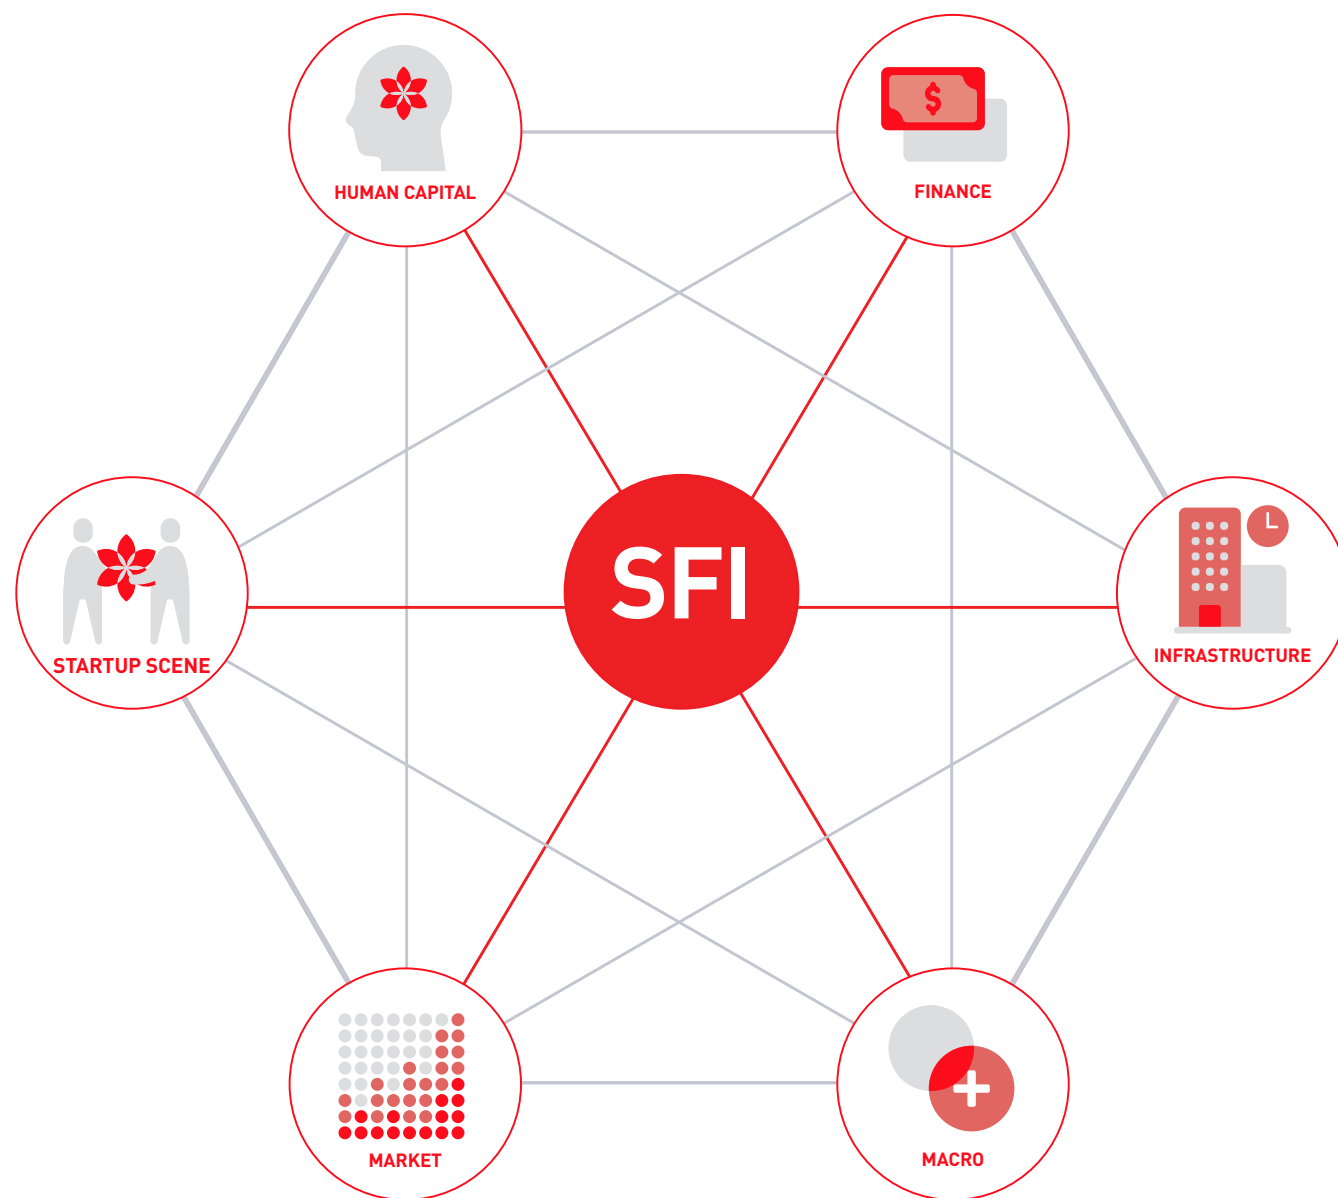 HUMAN CAPITAL
FINANCE
$
SFI
STARTUP SCENE
INFRASTRUCTURE
MARKET
MACRO